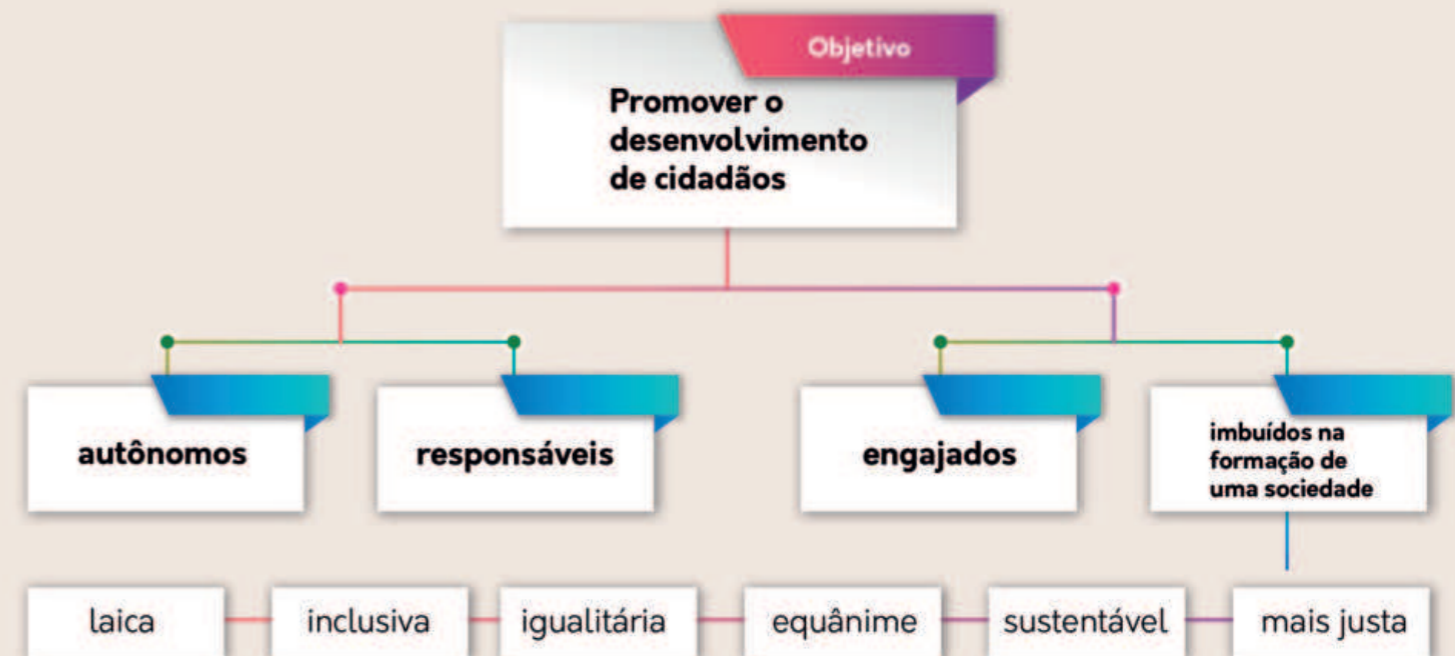 Objetivo
Promover o
desenvolvimento
de cidadãos
autônomos
responsáveis
engajados
imbuídos na
formação de
uma sociedade
laica
inclusiva
igualitária
equânime
sustentável
mais justa